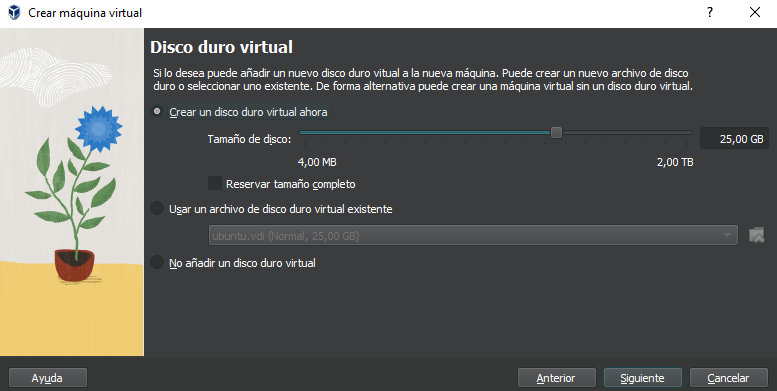 Crear máquina virtual
Disco duro virtual
Si lo desea puede añadir un nuevo disco duro vitual a la nueva máquina. Puede crear un nuevo archivo de disco
duro o seleccionar uno existente. De forma alternativa puede crear una máquina virtual sin un disco duro virtual.
Crear un disco duro virtual ahora
Tamaño de disco:
25,00 GB
4,00 MB
2,00 TB
Reservar tamaño completo
Usar un archivo de disco duro virtual existente
ubuntu.vdi (Normal, 25,00 GB)
No añadir un disco duro virtual
Ayuda
Anterior
Siguiente
Cancelar